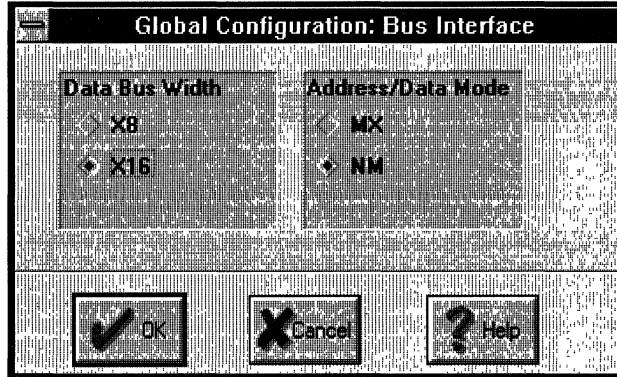 Global Configuration: Bus Interface
Data Bus Width
X8
X16
Address/Data Mode
MX
NM
OK
Cancel
Help